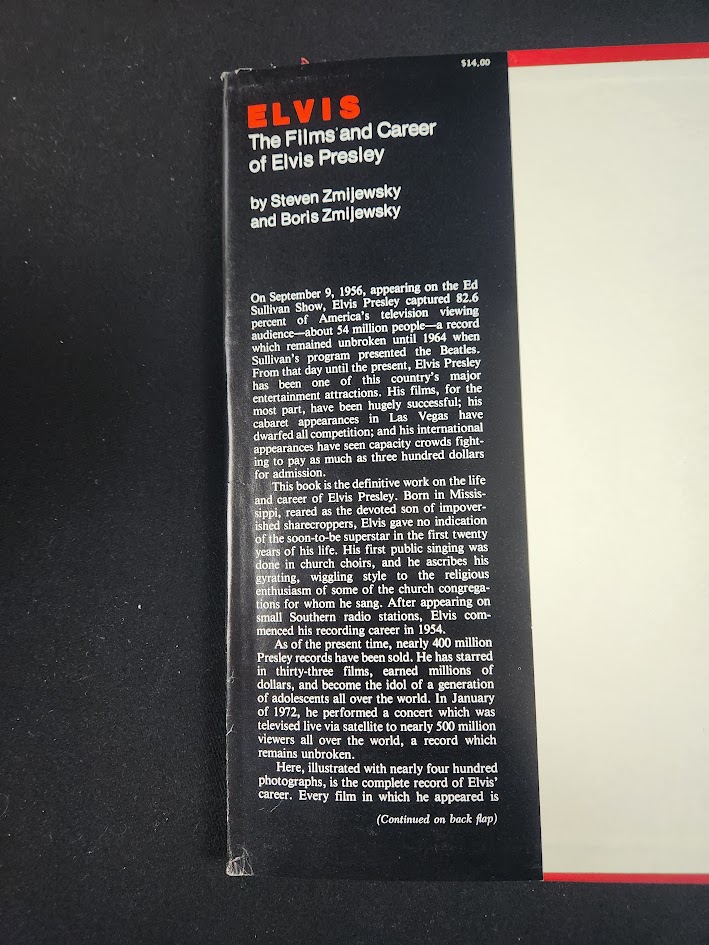 $14.00
ELVIS
The Films and Career
of Elvis Presley
by Steven Zmijewsky
and Boris Zmijewsky
On September 9, 1956, appearing on the Ed
Sullivan Show, Elvis Presley captured 82.6
percent of America's television viewing
audience—about 54 million people—a record
which remained unbroken until 1964 when
Sullivan's program presented the Beatles.
From that day until the present, Elvis Presley
has been one of this country's major
entertainment attractions. His films, for the
most part, have been hugely successful; his
cabaret appearances in Las Vegas have
dwarfed all competition; and his international
appearances have seen capacity crowds fight-
ing to pay as much as three hundred dollars
for admission.
This book is the definitive work on the life
and career of Elvis Presley. Born in Missis-
sippi, reared as the devoted son of impover-
ished sharecroppers, Elvis gave no indication
of the soon-to-be superstar in the first twenty
years of his life. His first public singing was
done in church choirs, and he ascribes his
gyrating, wiggling style to the religious
enthusiasm of some of the church congrega-
tions for whom he sang. After appearing on
small Southern radio stations, Elvis com-
menced his recording career in 1954.
As of the present time, nearly 400 million
Presley records have been sold. He has starred
in thirty-three films, earned millions of
dollars, and become the idol of a generation
of adolescents all over the world. In January
of 1972, he performed a concert which was
televised live via satellite to nearly 500 million
viewers all over the world, a record which
remains unbroken.
Here, illustrated with nearly four hundred
photographs, is the complete record of Elvis'
career. Every film in which he appeared is
(Continued on back flap)